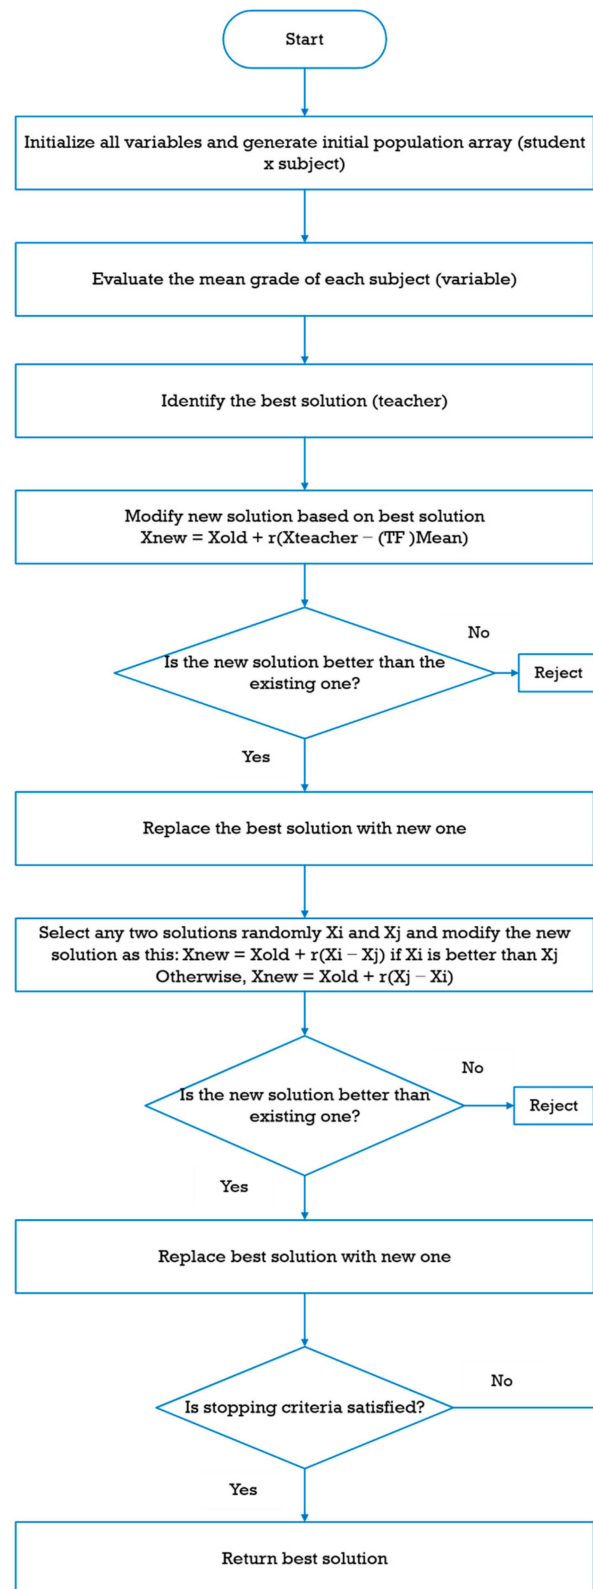 Start
Initialize all variables and generate initial population array (student
x subject)
Evaluate the mean grade of each subject (variable)
Identify the best solution (teacher)
Modify new solution based on best solution
Xnew = Xold + r(Xteacher − (TF )Mean)
No
Is the new solution better than the
existing one?
Reject
Yes
Replace the best solution with new one
Select any two solutions randomly Xi and Xj and modify the new
solution as this: Xnew = Xold + r(Xi − Xj) if Xi is better than Xj
Otherwise, Xnew = Xold + r(Xj − Xi)
No
Is the new solution better than
existing one?
Reject
Yes
Replace best solution with new one
No
Is stopping criteria satisfied?
Yes
Return best solution